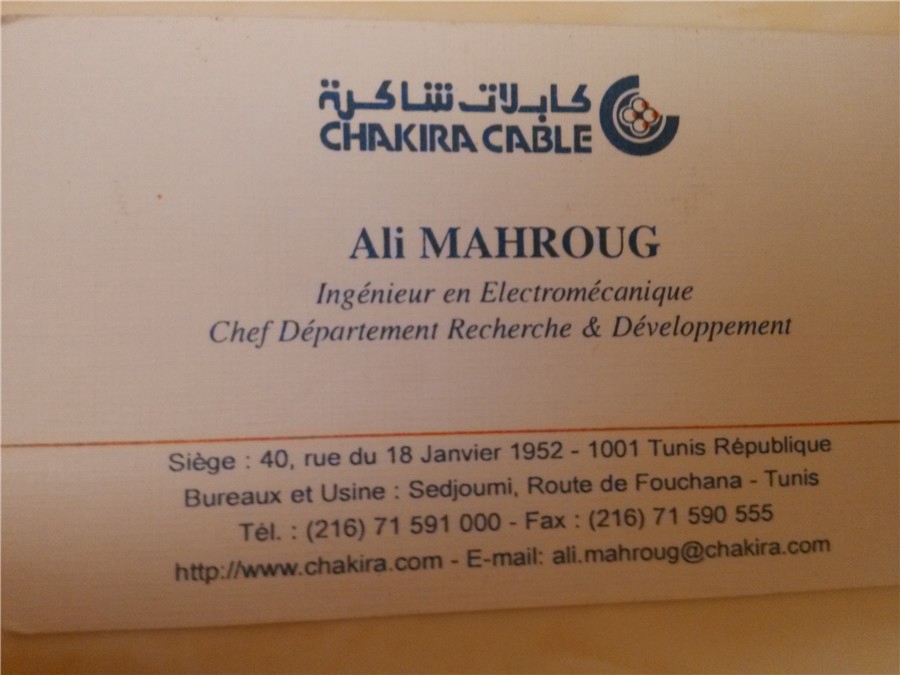 كابلات شاكرة
CHAKIRA CABLE
Ali MAHROUG
Ingénieur en Electromécanique
Chef Département Recherche & Développement
Siège : 40, rue du 18 Janvier 1952 - 1001 Tunis République
Bureaux et Usine : Sedjoumi, Route de Fouchana - Tunis
Tél. : (216) 71 591 000 - Fax : (216) 71 590 555
http://www.chakira.com - E-mail: ali.mahroug@chakira.com